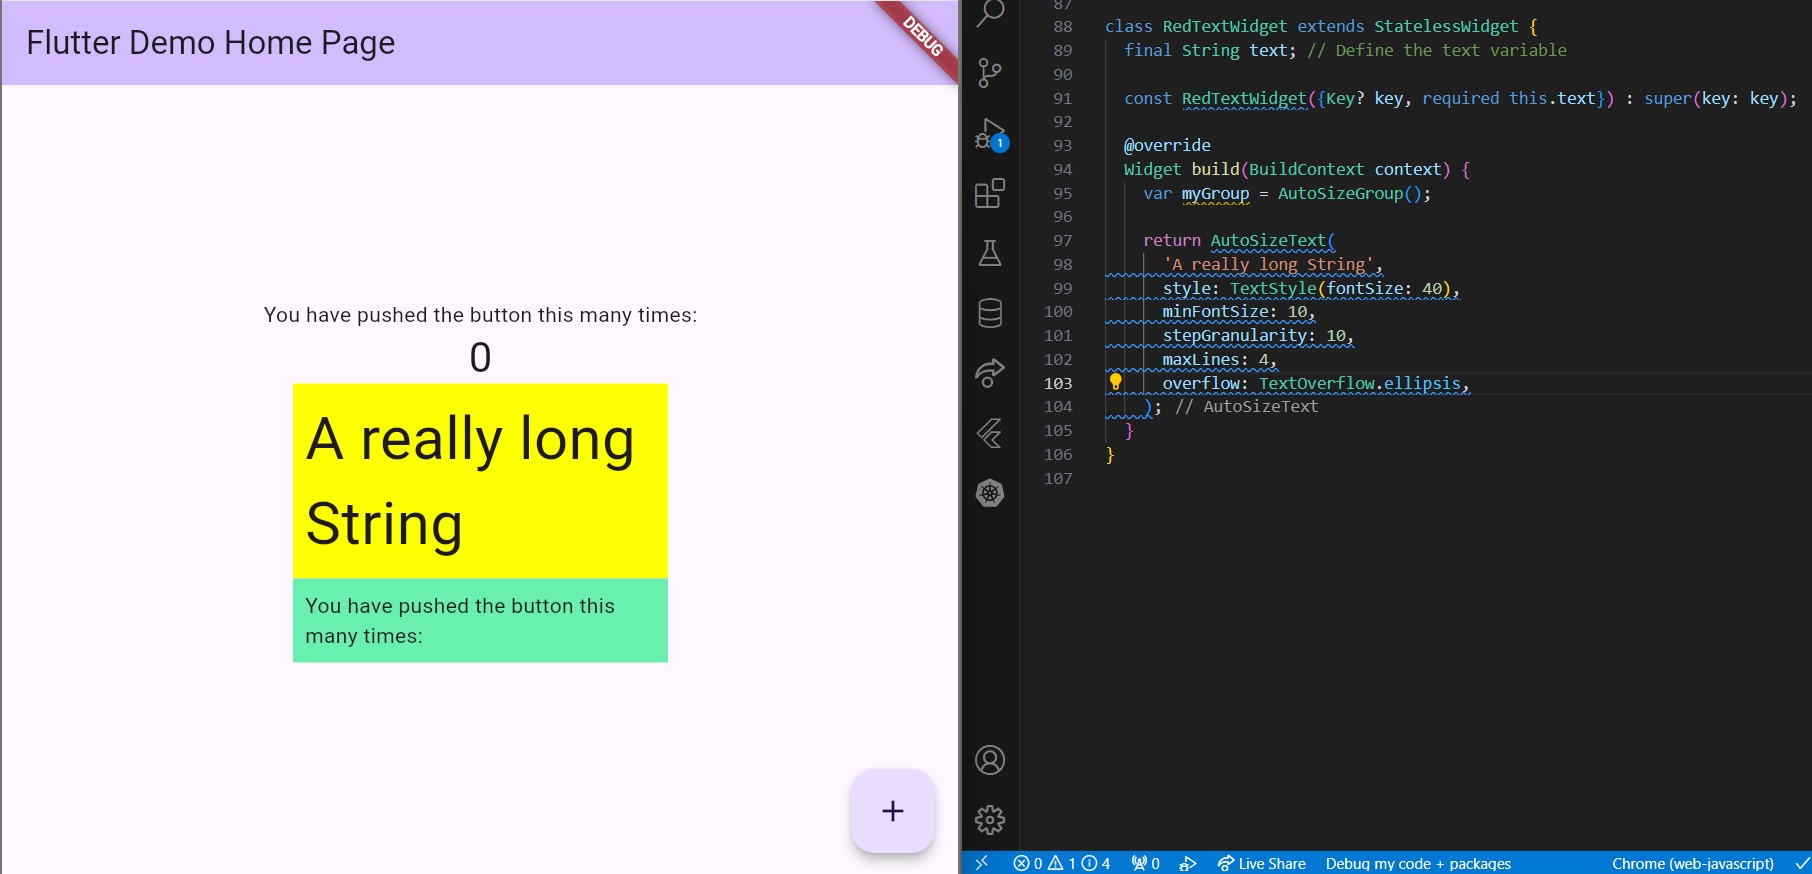 Flutter Demo Home Page
DEBUG
You have pushed the button this many times:
0
A really long
String
You have pushed the button this
many times:
+
1
87
88 class RedTextWidget extends StatelessWidget {
89 final String text; // Define the text variable
90
91 const RedTextWidget({Key? key, required this.text}) : super(key: key);
92
93 @override
94 Widget build(BuildContext context) {
95 var myGroup = AutoSizeGroup();
96
97 return AutoSizeText(
98 'A really long String',
99 style: TextStyle(fontSize: 40),
100 minFontSize: 10,
101 stepGranularity: 10,
102 maxLines: 4,
103 overflow: TextOverflow.ellipsis,
104 ); // AutoSizeText
105 }
106 }
107
0 1 4 0 Live Share Debug my code + packages Chrome (web-javascript)